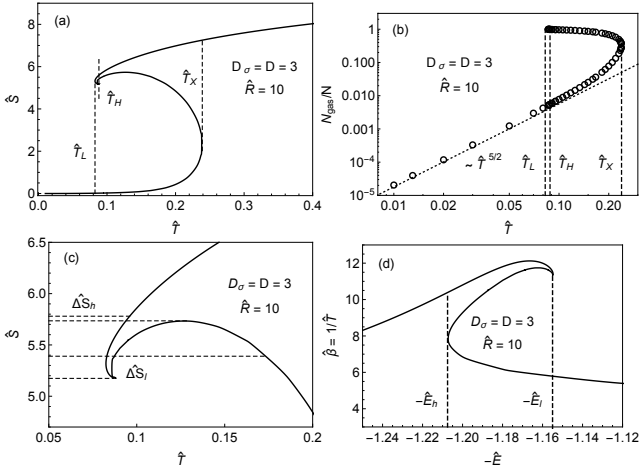 (a)
Ŝ
8
6
4
2
0
D_σ = D = 3
R̂ = 10
T̂_H
T̂_X
T̂_L
0.0 0.1 0.2 0.3 0.4
T̂
(b)
N_gas/N
1
0.100
0.010
0.001
10^-4
10^-5
D_σ = D = 3
R̂ = 10
~ T̂^5/2
T̂_L
T̂_H
T̂_X
0.01 0.05 0.10 0.20
T̂
(c)
Ŝ
6.5
6.0
5.5
5.0
D_σ = D = 3
R̂ = 10
ΔŜ_h
ΔŜ_l
0.05 0.1 0.15 0.2
T̂
(d)
β̂ = 1/T̂
12
10
8
6
4
D_σ = D = 3
R̂ = 10
-Ê_h
-Ê_l
-1.24 -1.22 -1.20 -1.18 -1.16 -1.14 -1.12
-Ê